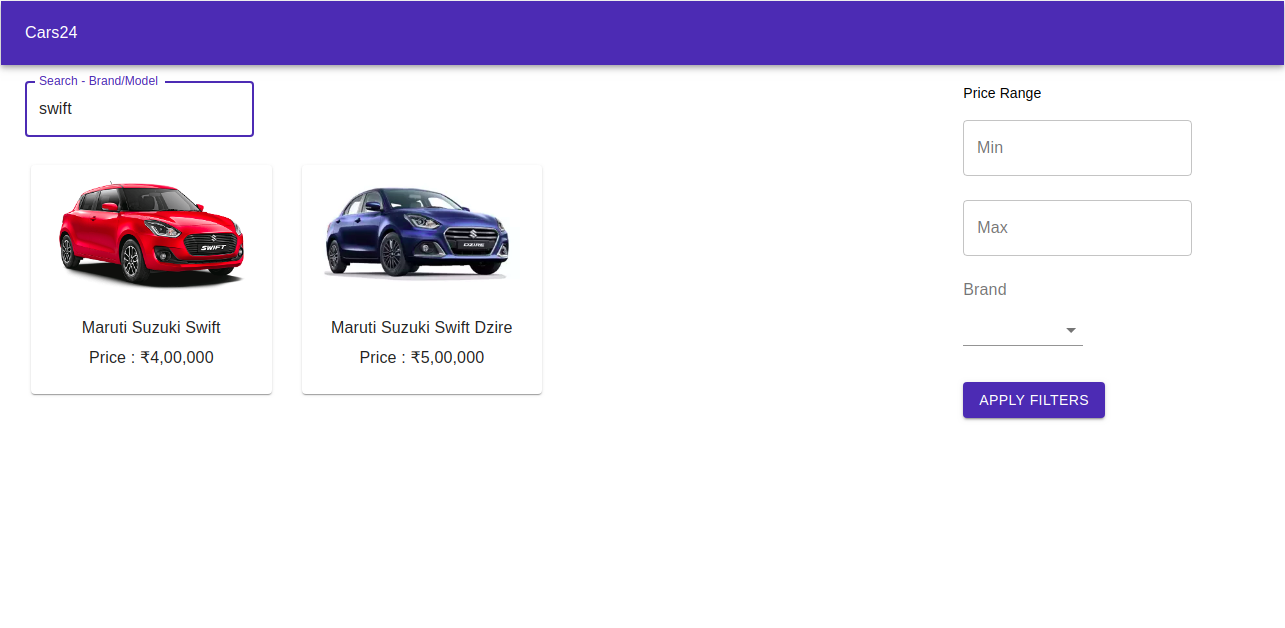 Cars24
Search - Brand/Model
swift
SWIFT
Maruti Suzuki Swift
Price : ₹4,00,000
DZIRE
Maruti Suzuki Swift Dzire
Price : ₹5,00,000
Price Range
Min
Max
Brand
APPLY FILTERS